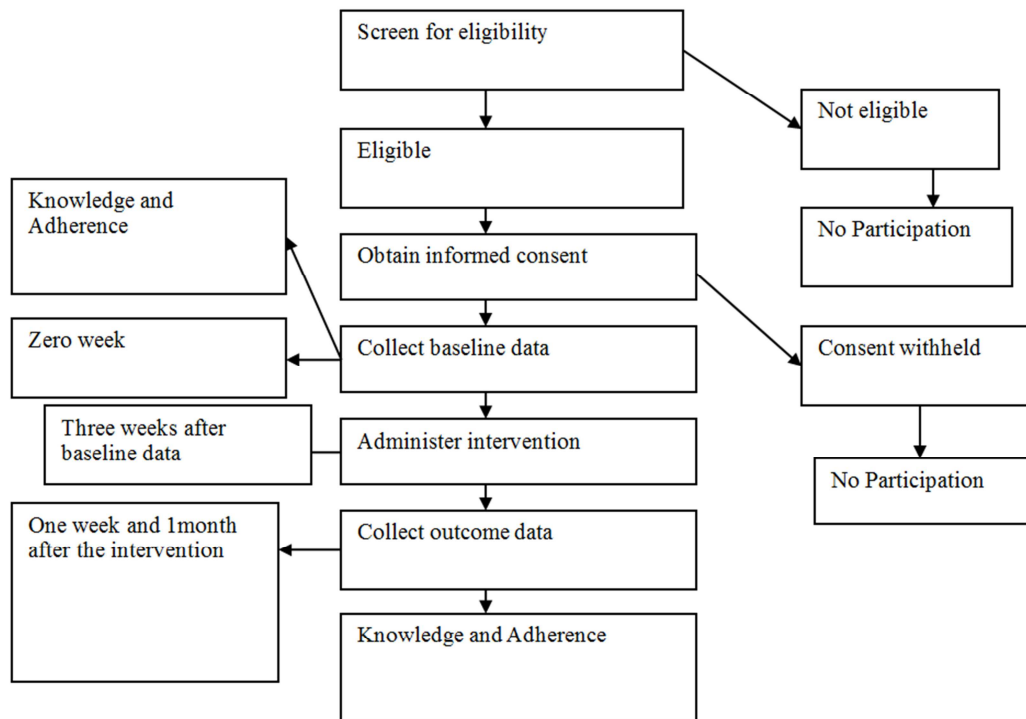 Screen for eligibility
Not eligible
Eligible
Knowledge and
Adherence
No Participation
Obtain informed consent
Zero week
Collect baseline data
Consent withheld
Three weeks after
baseline data
Administer intervention
No Participation
One week and 1month
after the intervention
Collect outcome data
Knowledge and Adherence